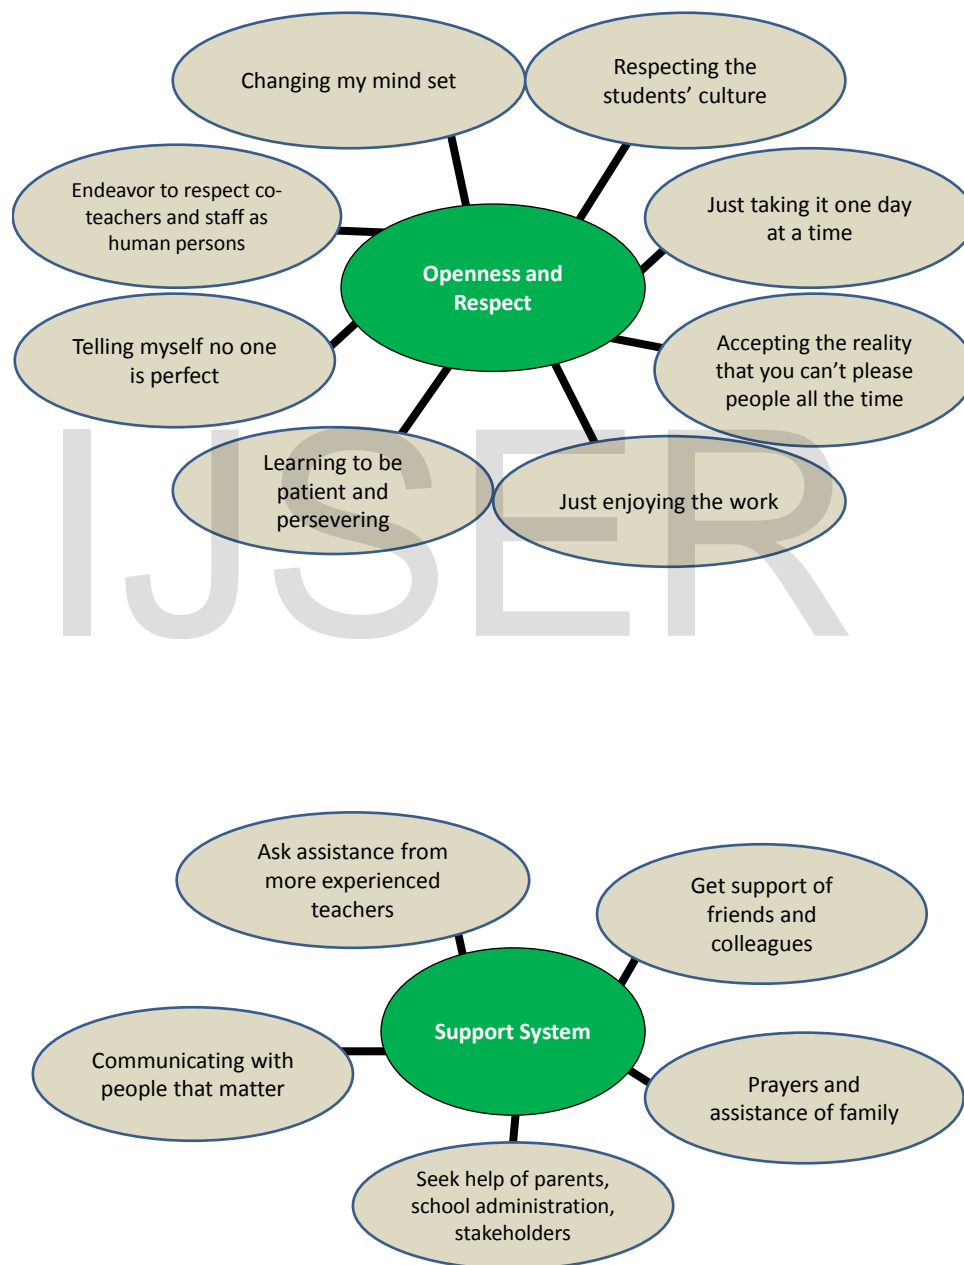 Changing my mind set
Respecting the
students’ culture
Endeavor to respect co-
teachers and staff as
human persons
Just taking it one day
at a time
Openness and
Respect
Telling myself no one
is perfect
Accepting the reality
that you can’t please
people all the time
Learning to be
patient and
persevering
Just enjoying the work
IJSER
Ask assistance from
more experienced
teachers
Get support of
friends and
colleagues
Support System
Communicating with
people that matter
Prayers and
assistance of family
Seek help of parents,
school administration,
stakeholders